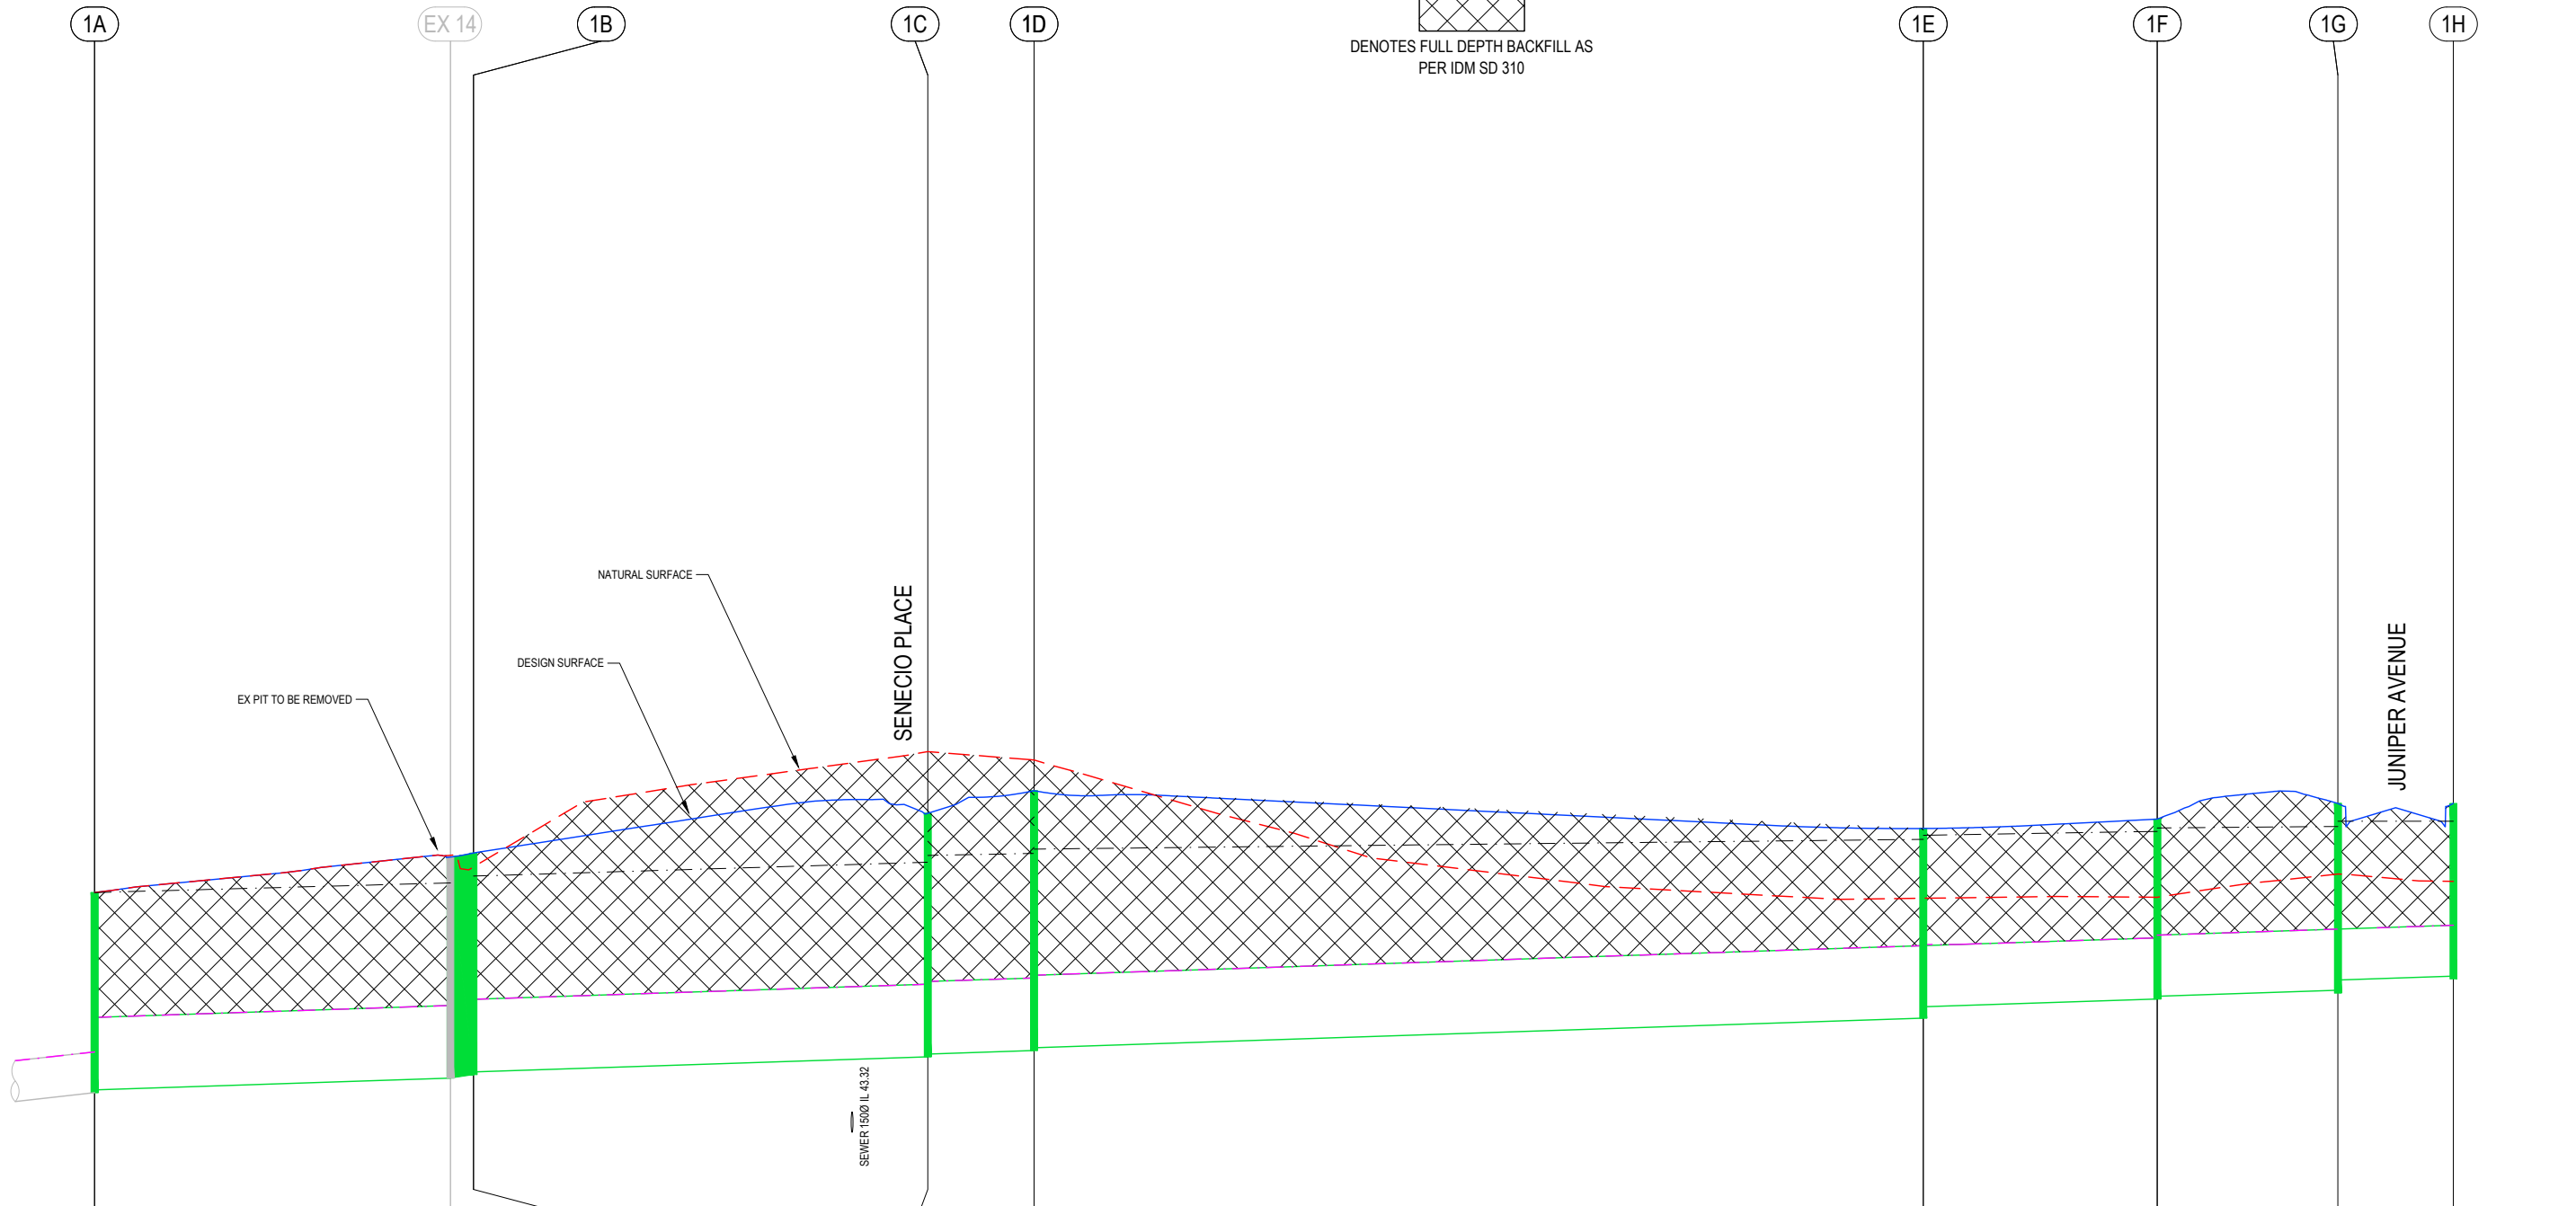 1A
EX 14
1B
1C
1D
1E
1F
1G
1H
DENOTES FULL DEPTH BACKFILL AS
PER IDM SD 310
NATURAL SURFACE
DESIGN SURFACE
EX PIT TO BE REMOVED
SENECIO PLACE
JUNIPER AVENUE
SEWER 150Ø IL 43.32